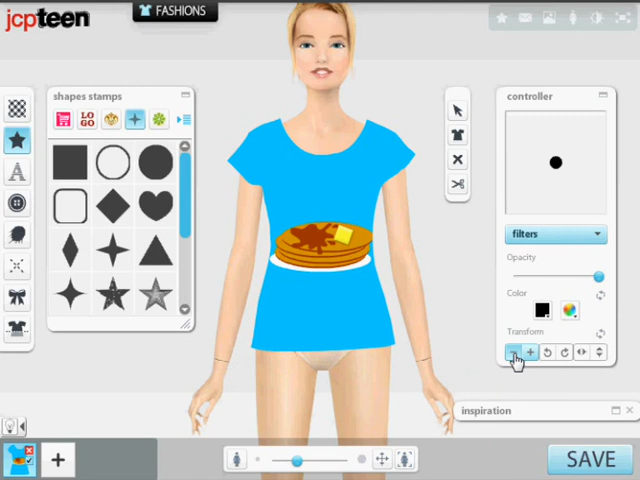 jcpteen
FASHIONS
shapes stamps
LO
GO
controller
filters
Opacity
Color
Transform
inspiration
SAVE